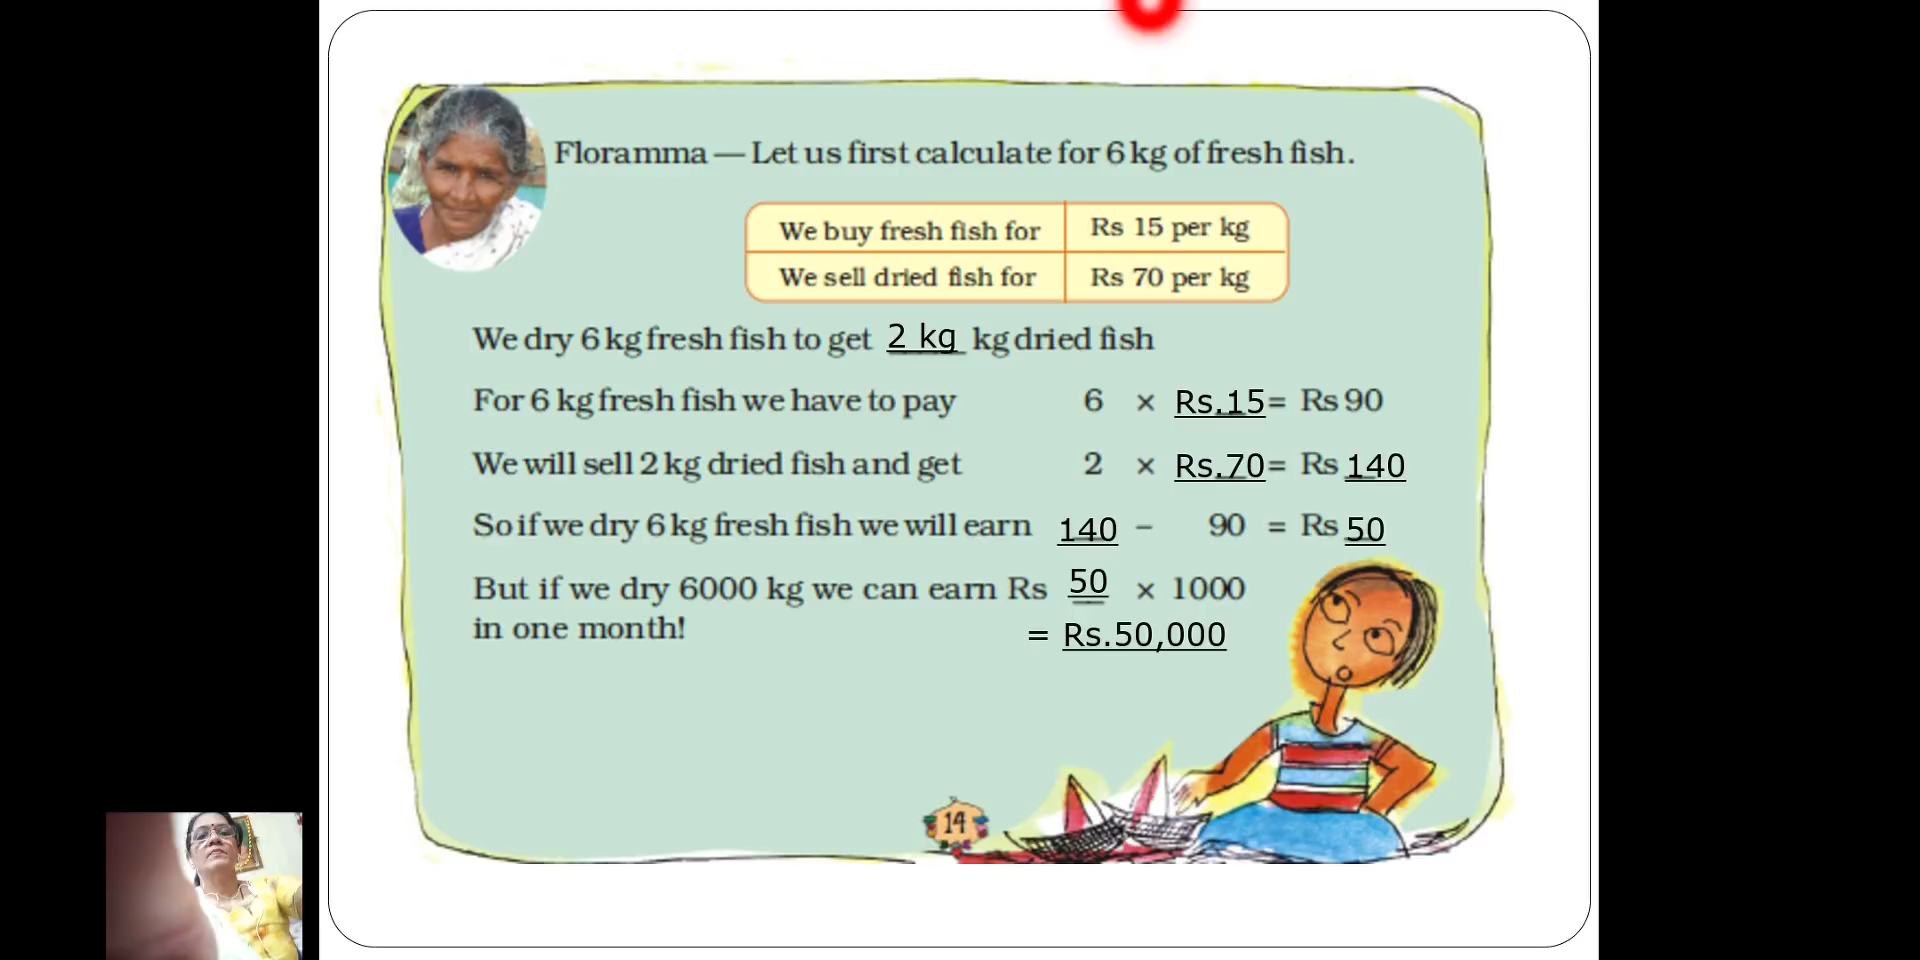 Floramma — Let us first calculate for 6 kg of fresh fish.
We buy fresh fish for Rs 15 per kg
We sell dried fish for Rs 70 per kg
We dry 6 kg fresh fish to get 2 kg kg dried fish
For 6 kg fresh fish we have to pay 6 × Rs.15 = Rs 90
We will sell 2 kg dried fish and get 2 × Rs.70 = Rs 140
So if we dry 6 kg fresh fish we will earn 140 – 90 = Rs 50
But if we dry 6000 kg we can earn Rs 50 × 1000
in one month! = Rs.50,000
14